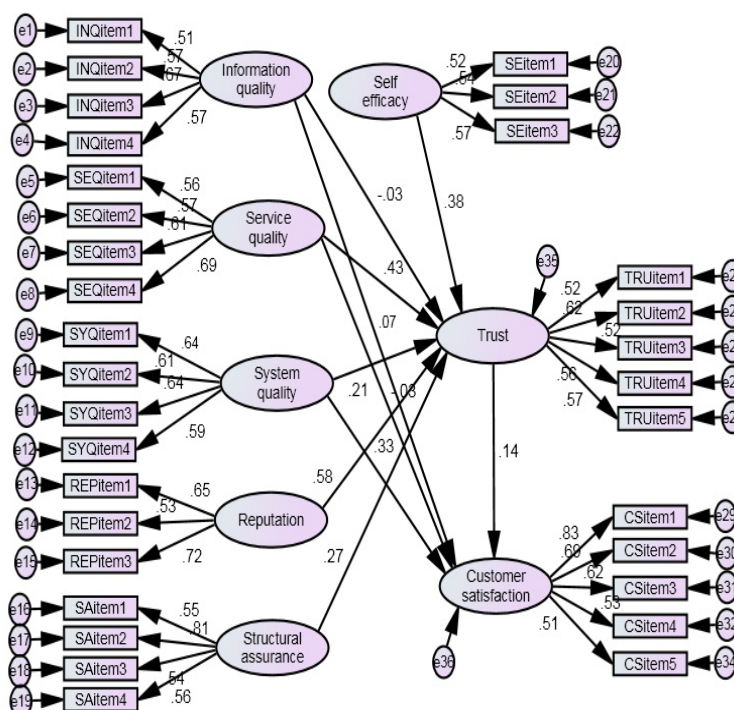 e1
INQitem1
.51
e2
INQitem2
.57
e3
INQitem3
.67
e4
INQitem4
.57
Information
quality
e5
SEQitem1
.56
e6
SEQitem2
.57
e7
SEQitem3
.61
e8
SEQitem4
.69
Service
quality
e9
SYQitem1
.64
e10
SYQitem2
.61
e11
SYQitem3
.64
e12
SYQitem4
.59
System
quality
e13
REPitem1
.65
e14
REPitem2
.53
e15
REPitem3
.72
Reputation
e16
SAitem1
.55
e17
SAitem2
.81
e18
SAitem3
.54
e19
SAitem4
.56
Structural
assurance
Self
efficacy
.52
SEitem1
e20
.54
SEitem2
e21
.57
SEitem3
e22
-.03
.38
.43
.07
.21
-.03
.33
.58
.27
.14
e35
Trust
.52
TRUitem1
.62
TRUitem2
.52
TRUitem3
.56
TRUitem4
.57
TRUitem5
Customer
satisfaction
e36
.83
CSitem1
e29
.69
CSitem2
e30
.62
CSitem3
e31
.53
CSitem4
e32
.51
CSitem5
e34